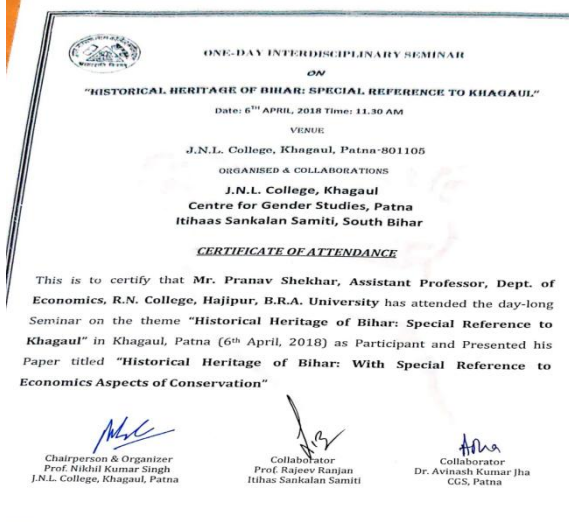 ONE-DAY INTERDISCIPLINARY SEMINAR
ON
"HISTORICAL HERITAGE OF BIHAR: SPECIAL REFERENCE TO KHAGAUL"
Date: 6TH APRIL, 2018 Time: 11.30 AM
VENUE
J.N.L. College, Khagaul, Patna-801105
ORGANISED & COLLABORATIONS
J.N.L. College, Khagaul
Centre for Gender Studies, Patna
Itihaas Sankalan Samiti, South Bihar
CERTIFICATE OF ATTENDANCE
This is to certify that Mr. Pranav Shekhar, Assistant Professor, Dept. of
Economics, R.N. College, Hajipur, B.R.A. University has attended the day-long
Seminar on the theme "Historical Heritage of Bihar: Special Reference to
Khagaul" in Khagaul, Patna (6th April, 2018) as Participant and Presented his
Paper titled "Historical Heritage of Bihar: With Special Reference to
Economics Aspects of Conservation"
Chairperson & Organizer
Prof. Nikhil Kumar Singh
J.N.L. College, Khagaul, Patna
Collaborator
Prof. Rajeev Ranjan
Itihas Sankalan Samiti
Collaborator
Dr. Avinash Kumar Jha
CGS, Patna